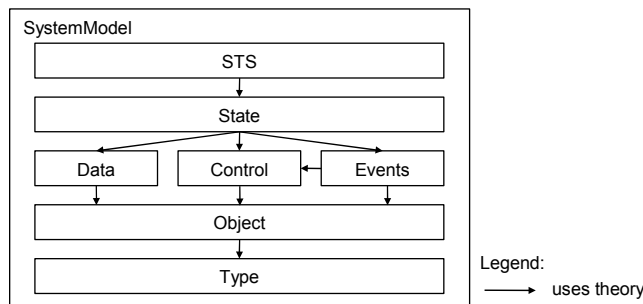 SystemModel
STS
State
Data Control Events
Object
Type
Legend:
uses theory